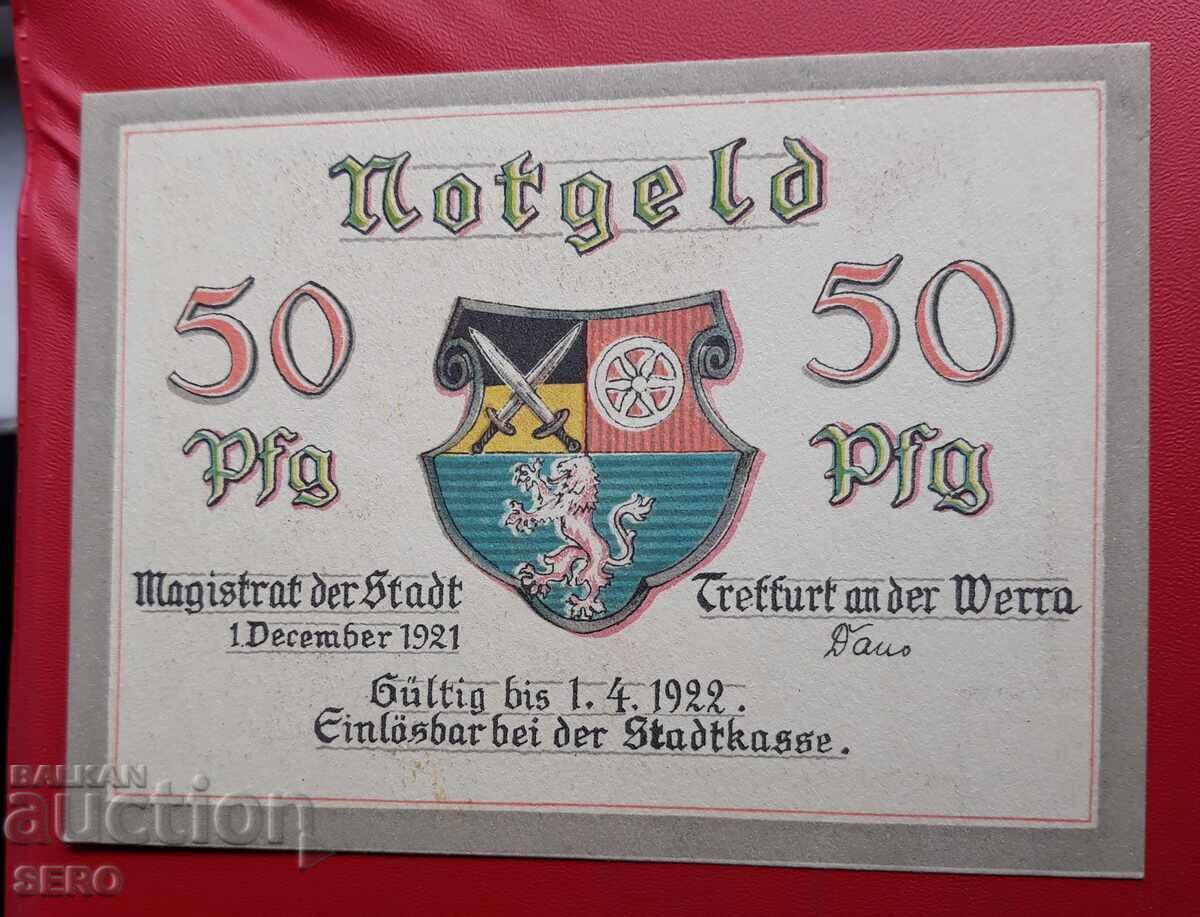 Notgeld
50 50
Pfg Pfg
Magistrat der Stadt Treffurt an der Werra
1. December 1921
Gültig bis 1. 4. 1922.
Einlösbar bei der Stadtkasse.
BALKAN
auction
SERO